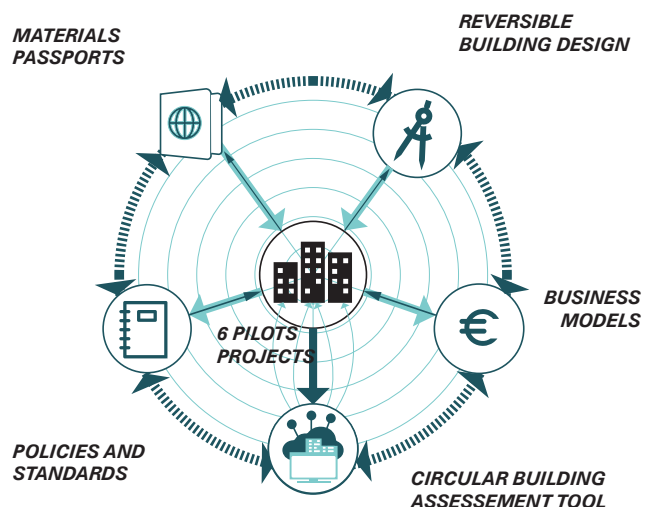 MATERIALS
PASSPORTS
REVERSIBLE
BUILDING DESIGN
BUSINESS
MODELS
€
6 PILOTS
PROJECTS
POLICIES AND
STANDARDS
CIRCULAR BUILDING
ASSESSEMENT TOOL